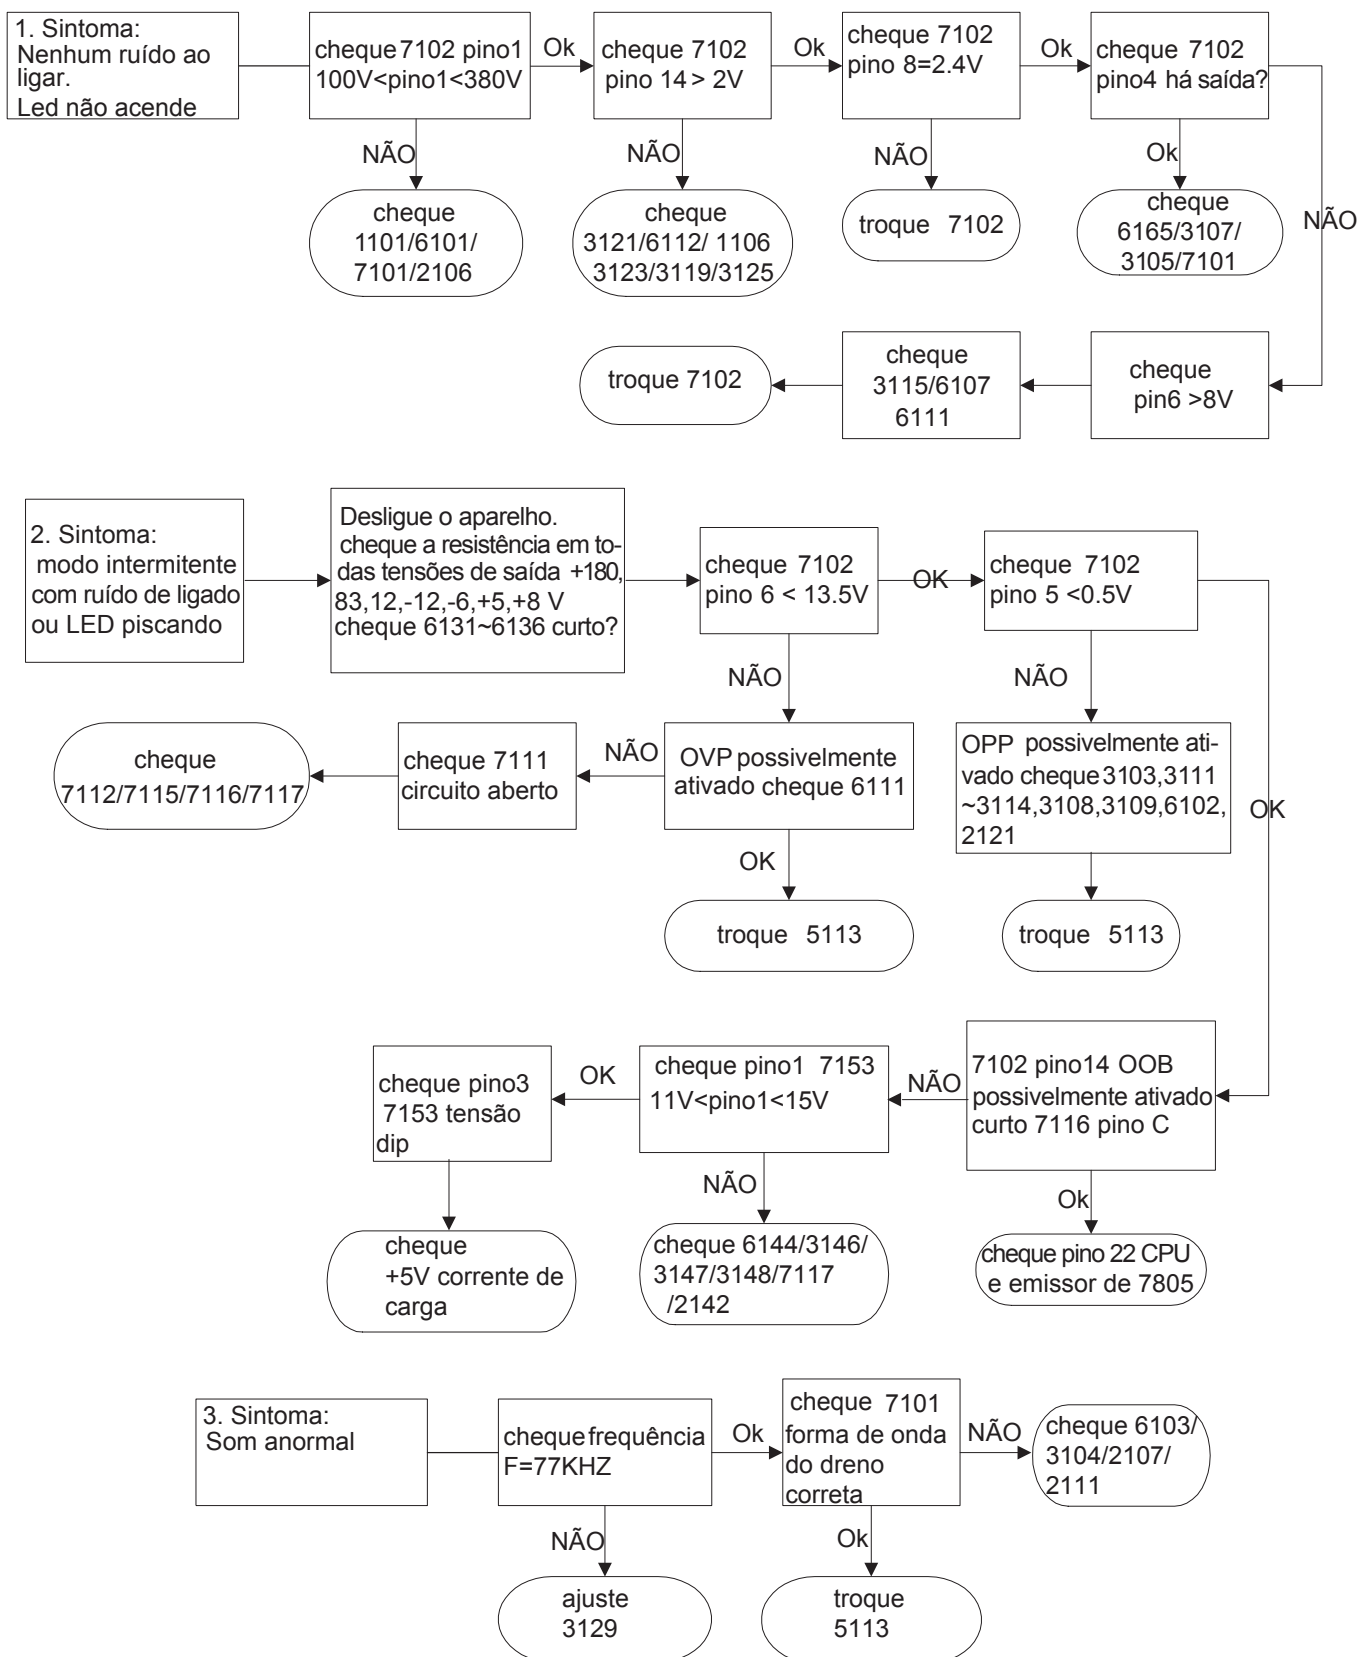 1. Sintoma:
Nenhum ruído ao
ligar.
Led não acende
cheque 7102 pino1
100V<pino1<380V
Ok
cheque 7102
pino 14 > 2V
Ok
cheque 7102
pino 8=2.4V
Ok
cheque 7102
pino4 há saída?
NÃO
NÃO
NÃO
Ok
NÃO
cheque
1101/6101/
7101/2106
cheque
3121/6112/ 1106
3123/3119/3125
troque 7102
cheque
6165/3107/
3105/7101
troque 7102
cheque
3115/6107
6111
cheque
pin6 >8V
2. Sintoma:
modo intermitente
com ruído de ligado
ou LED piscando
Desligue o aparelho.
cheque a resistência em to-
das tensões de saída +180,
83,12,-12,-6,+5,+8 V
cheque 6131~6136 curto?
cheque 7102
pino 6 < 13.5V
OK
cheque 7102
pino 5 <0.5V
NÃO
NÃO
OK
cheque
7112/7115/7116/7117
cheque 7111
circuito aberto
NÃO
OVP possivelmente
ativado cheque 6111
OPP possivelmente ati-
vado cheque 3103,3111
~3114,3108,3109,6102,
2121
OK
troque 5113
troque 5113
cheque pino3
7153 tensão
dip
OK
cheque pino1 7153
11V<pino1<15V
NÃO
7102 pino14 OOB
possivelmente ativado
curto 7116 pino C
NÃO
Ok
cheque
+5V corrente de
carga
cheque 6144/3146/
3147/3148/7117
/2142
cheque pino 22 CPU
e emissor de 7805
3. Sintoma:
Som anormal
cheque frequência
F=77KHZ
Ok
cheque 7101
forma de onda
do dreno
correta
NÃO
cheque 6103/
3104/2107/
2111
NÃO
Ok
ajuste
3129
troque
5113